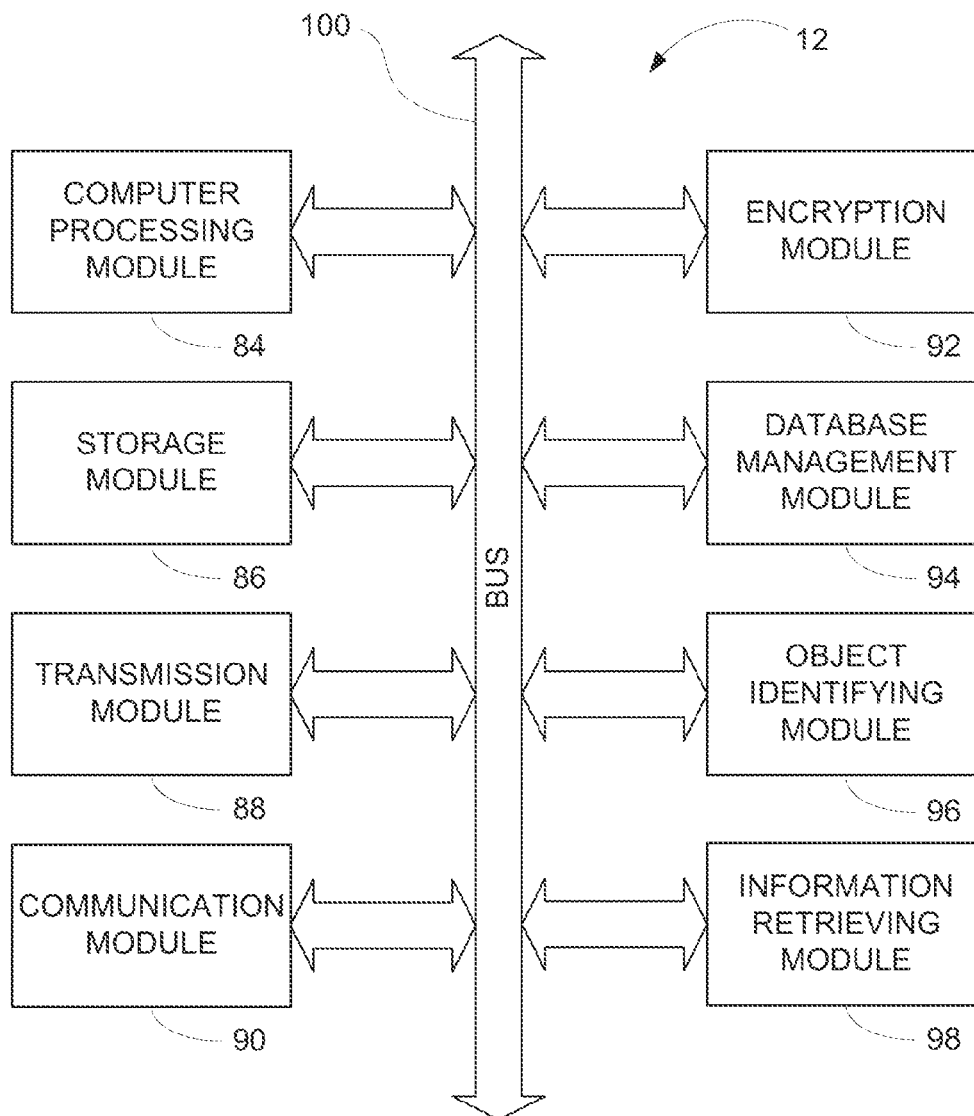 100
12
COMPUTER
PROCESSING
MODULE
84
ENCRYPTION
MODULE
92
STORAGE
MODULE
86
DATABASE
MANAGEMENT
MODULE
94
BUS
TRANSMISSION
MODULE
88
OBJECT
IDENTIFYING
MODULE
96
COMMUNICATION
MODULE
90
INFORMATION
RETRIEVING
MODULE
98